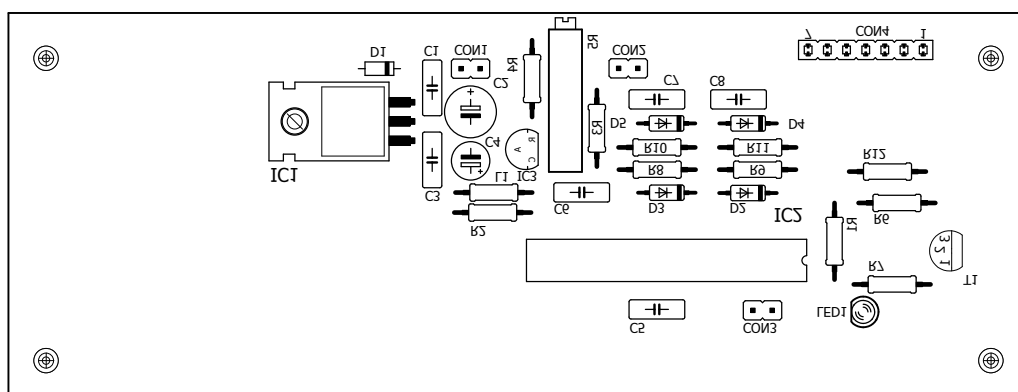 D1
C1
CON1
R4
R5
CON2
7 CON4 1
C2
C7
C8
+
R3
D5
D4
C4
R A C
R10
R11
IC1
+
IC3
R8
R9
R12
C3
L1
C6
D3
D2
IC2
R2
R1
R6
3 2 1
R7
T1
C5
CON3
LED1